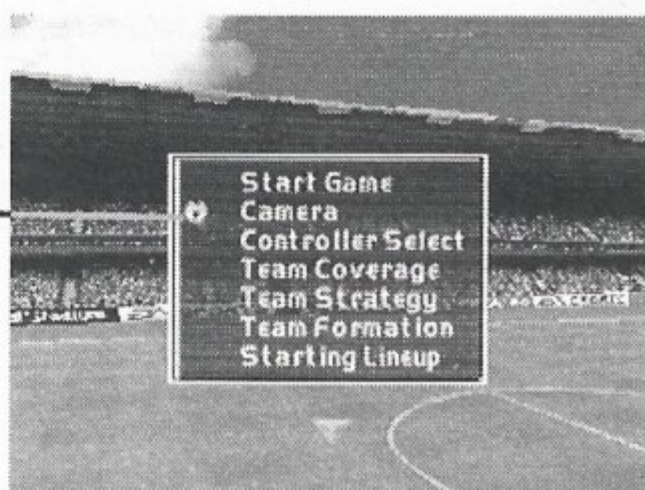 Start Game
Camera
Controller Select
Team Coverage
Team Strategy
Team Formation
Starting Lineup